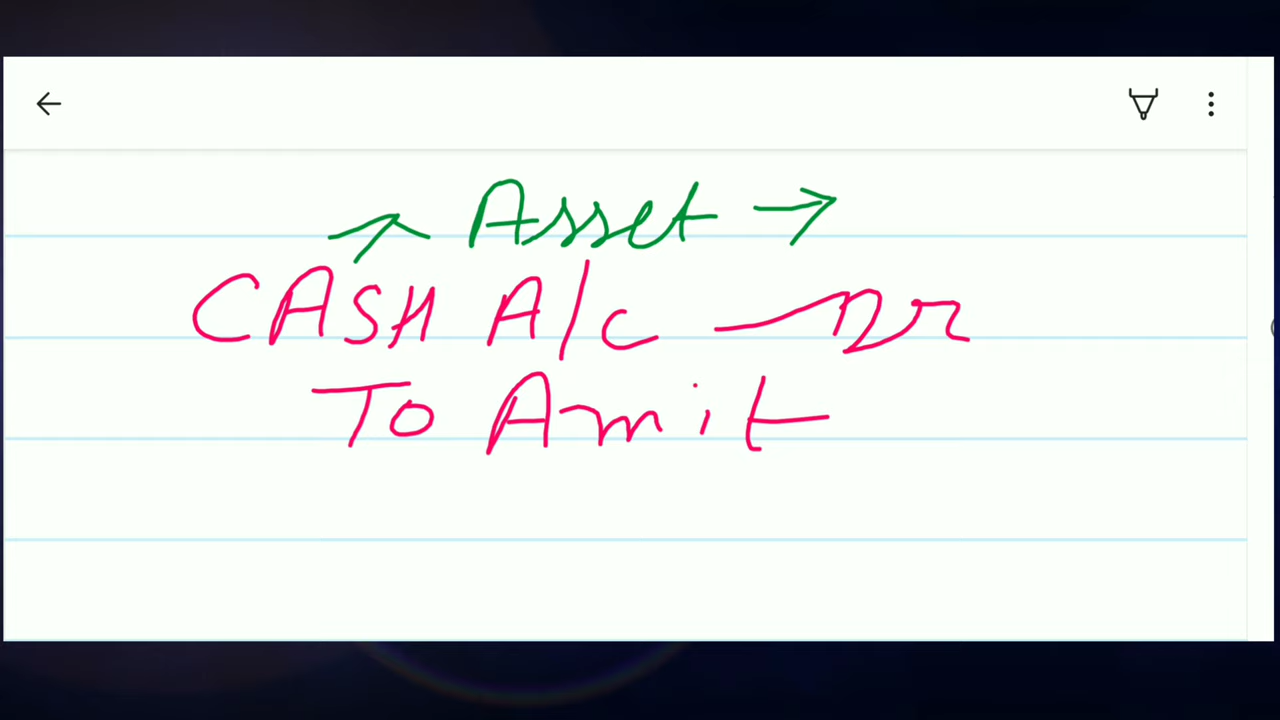 ↗ Asset →
CASH A/c — Dr
To Amit